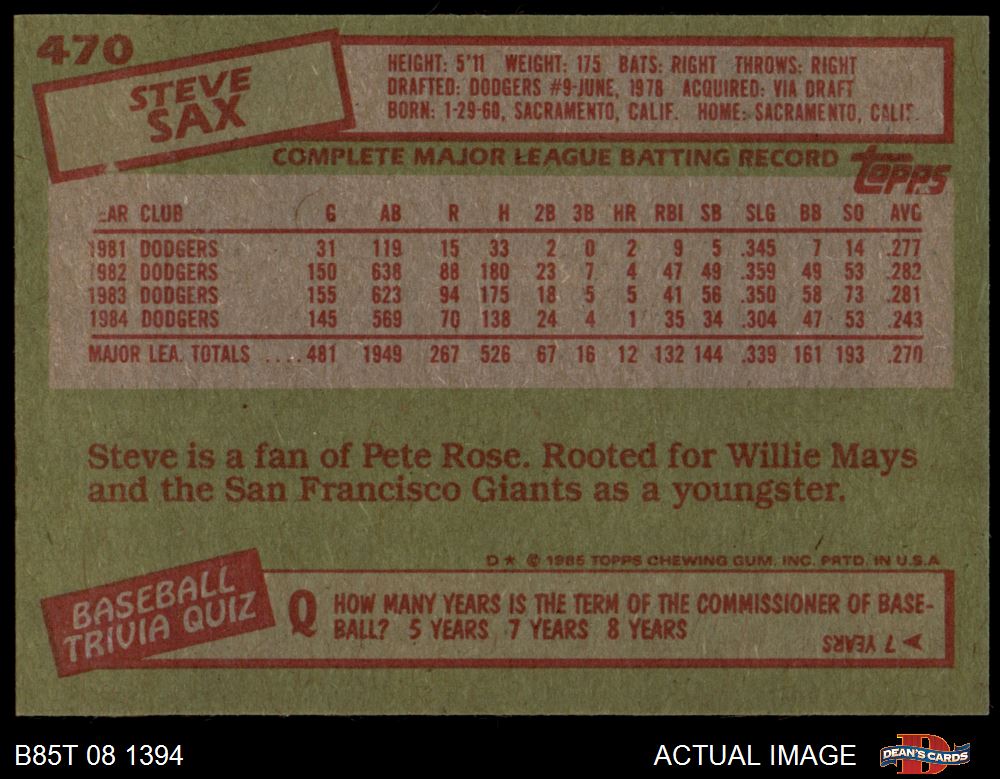 470
STEVE
SAX
HEIGHT: 5'11 WEIGHT: 175 BATS: RIGHT THROWS: RIGHT
DRAFTED: DODGERS #9-JUNE, 1978 ACQUIRED: VIA DRAFT
BORN: 1-29-60, SACRAMENTO, CALIF. HOME: SACRAMENTO, CALIF.
COMPLETE MAJOR LEAGUE BATTING RECORD
topps
EAR CLUB G AB R H 2B 3B HR RBI SB SLG BB SO AVG
1981 DODGERS 31 119 15 33 2 0 2 9 5 .345 7 14 .277
1982 DODGERS 150 638 88 180 23 7 4 47 49 .359 49 53 .282
1983 DODGERS 155 623 94 175 18 5 5 41 56 .350 58 73 .281
1984 DODGERS 145 569 70 138 24 4 1 35 34 .304 47 53 .243
MAJOR LEA. TOTALS ....481 1949 267 526 67 16 12 132 144 .339 161 193 .270
Steve is a fan of Pete Rose. Rooted for Willie Mays
and the San Francisco Giants as a youngster.
D* © 1985 TOPPS CHEWING GUM, INC. PRTD. IN U.S.A
BASEBALL
TRIVIA QUIZ
Q HOW MANY YEARS IS THE TERM OF THE COMMISSIONER OF BASE-
BALL? 5 YEARS 7 YEARS 8 YEARS
7 YEARS
B85T 08 1394
ACTUAL IMAGE
D
DEAN'S CARDS